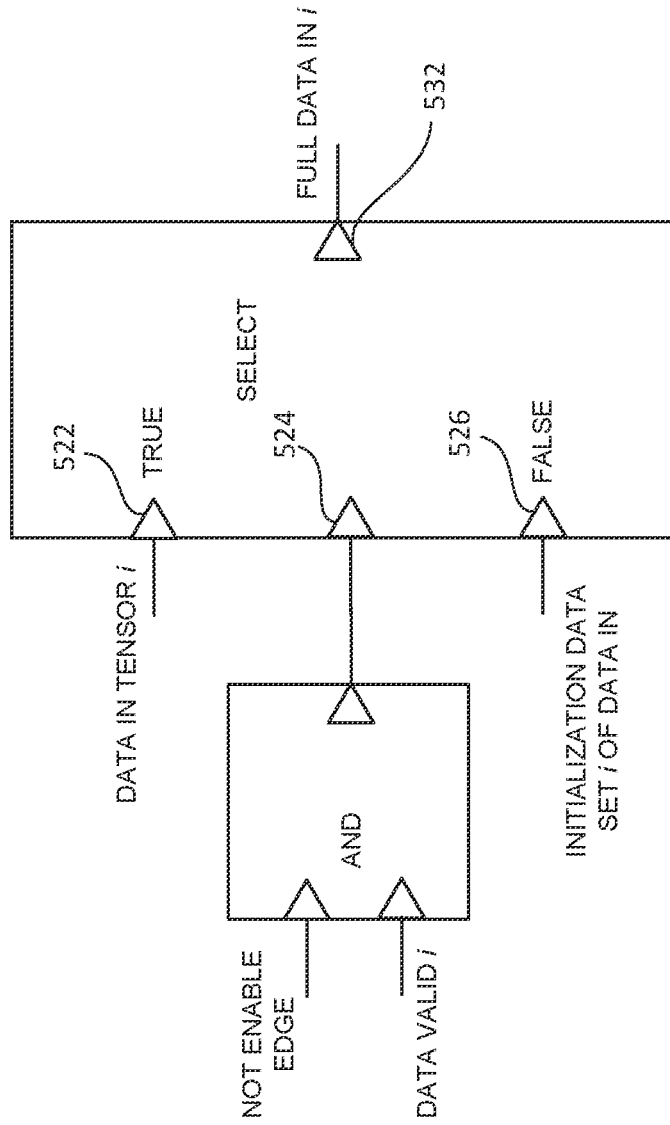 FULL DATA IN i
532
SELECT
522
TRUE
524
526
FALSE
DATA IN TENSOR i
INITIALIZATION DATA
SET i OF DATA IN
AND
NOT ENABLE
EDGE
DATA VALID i